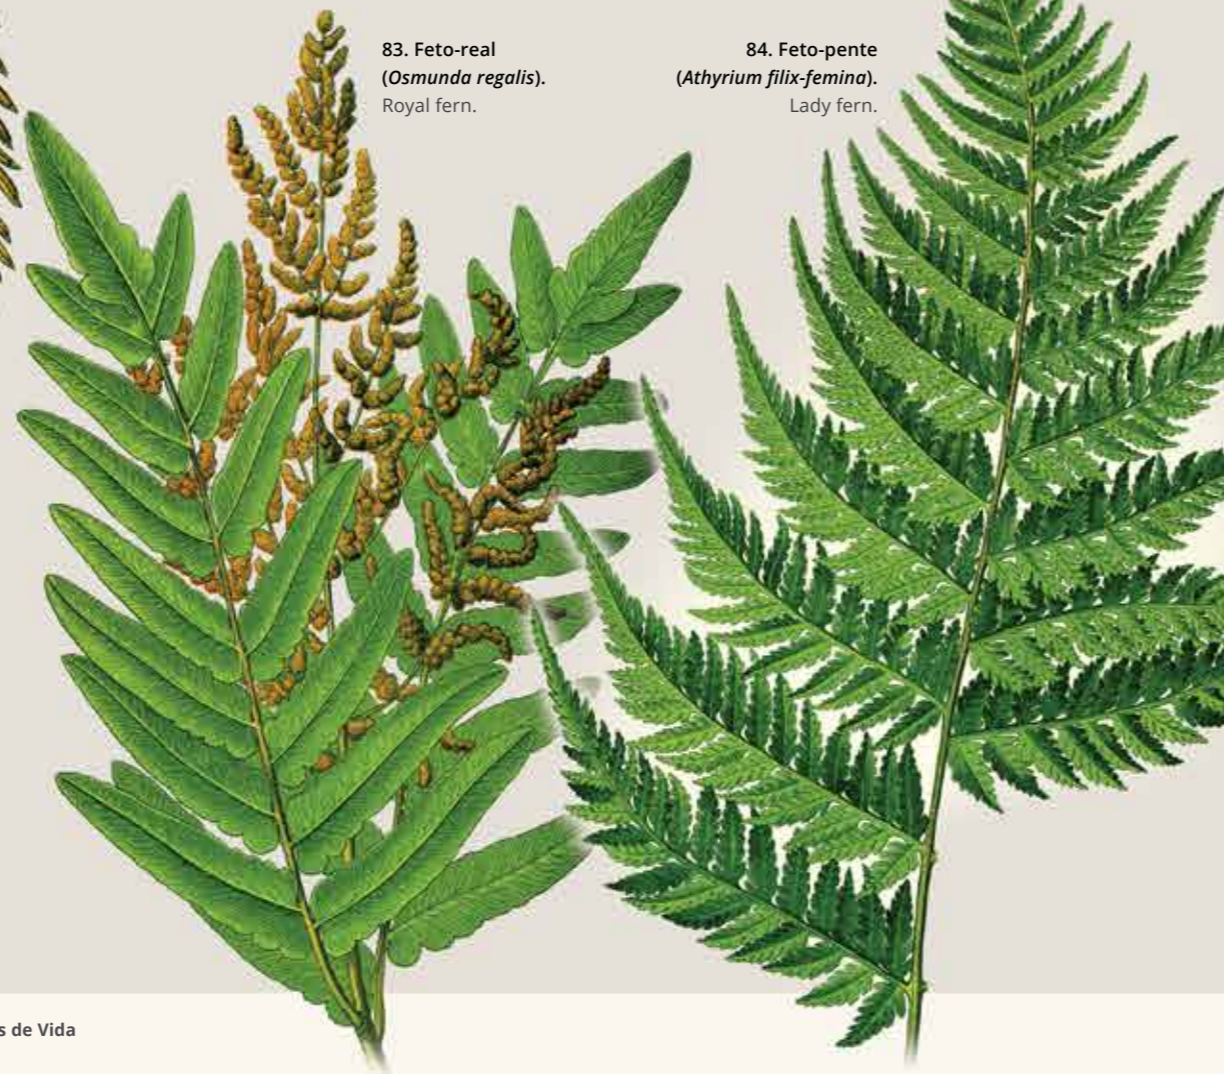 83. Feto-real
(Osmunda regalis).
Royal fern.
84. Feto-pente
(Athyrium filix-femina).
Lady fern.
s de Vida